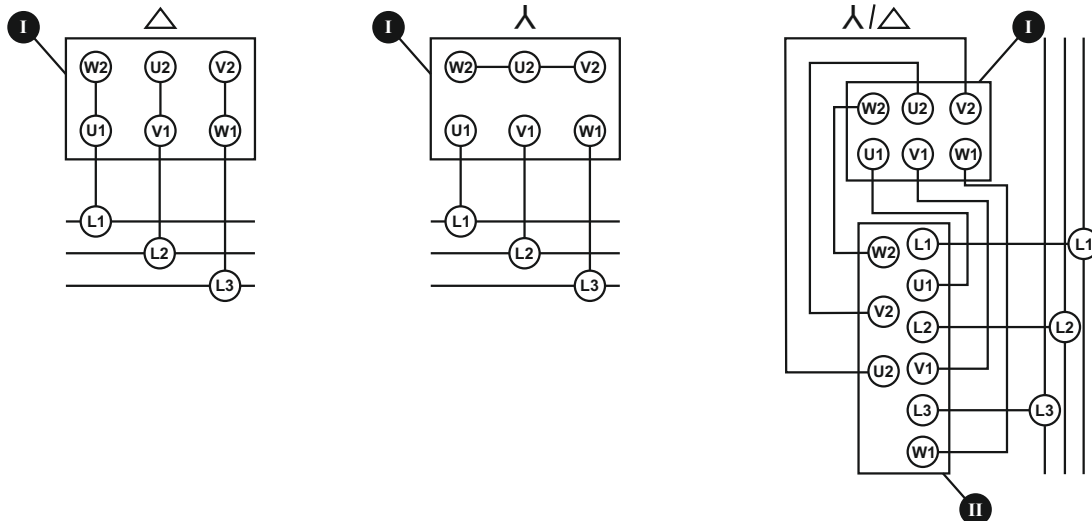 I △ I ⅄ ⅄/△ I
W2 U2 V2
U1 V1 W1
L1
L2
L3
W2 U2 V2
U1 V1 W1
L1
L2
L3
W2 U2 V2
U1 V1 W1
W2 L1 L1
U1
V2 L2 L2
U2 V1
L3 L3
W1
II